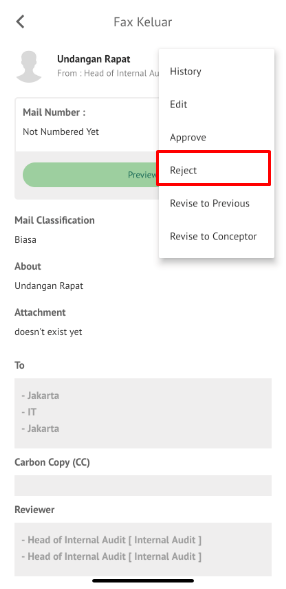 Fax Keluar
Undangan Rapat
From : Head of Internal Au
History
Edit
Approve
Reject
Revise to Previous
Revise to Conceptor
Mail Number :
Not Numbered Yet
Preview
Mail Classification
Biasa
About
Undangan Rapat
Attachment
doesn't exist yet
To
- Jakarta
- IT
- Jakarta
Carbon Copy (CC)
Reviewer
- Head of Internal Audit [ Internal Audit ]
- Head of Internal Audit [ Internal Audit ]